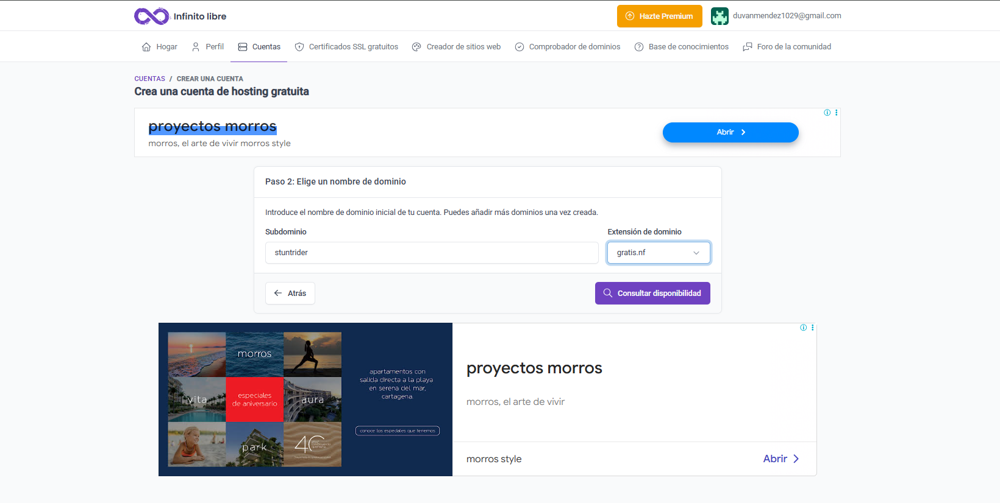 Infinito libre
Hazte Premium
duvanmendez1029@gmail.com
Hogar
Perfil
Cuentas
Certificados SSL gratuitos
Creador de sitios web
Comprobador de dominios
Base de conocimientos
Foro de la comunidad
CUENTAS / CREAR UNA CUENTA
Crea una cuenta de hosting gratuita
proyectos morros
morros, el arte de vivir morros style
Abrir
Paso 2: Elige un nombre de dominio
Introduce el nombre de dominio inicial de tu cuenta. Puedes añadir más dominios una vez creada.
Subdominio
Extensión de dominio
stuntrider
gratis.nf
Atrás
Consultar disponibilidad
morros
vita
especiales
de aniversario
aura
park
40
apartamentos con
salida directa a la playa
en serena del mar,
cartagena.
conoce los especiales que tenemos
proyectos morros
morros, el arte de vivir
morros style
Abrir